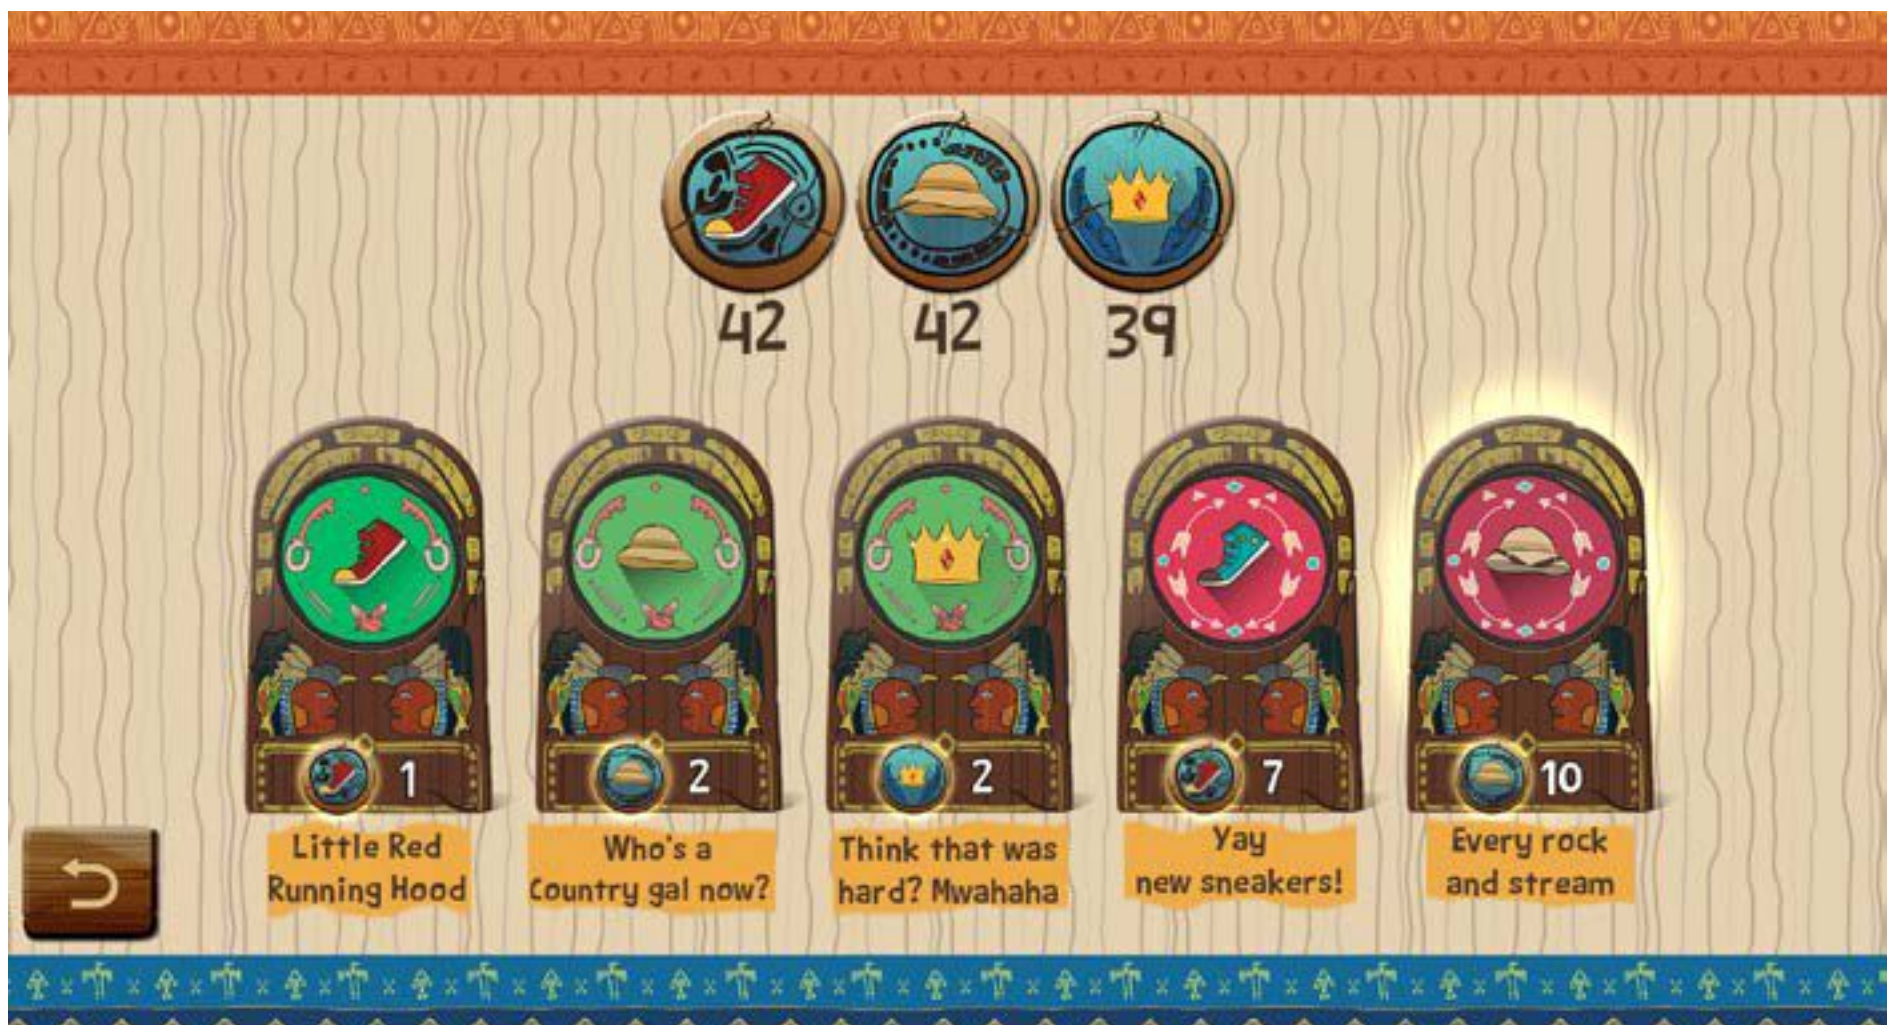 42 42 39
1 2 2 7 10
Little Red
Running Hood
Who's a
Country gal now?
Think that was
hard? Mwahaha
Yay
new sneakers!
Every rock
and stream